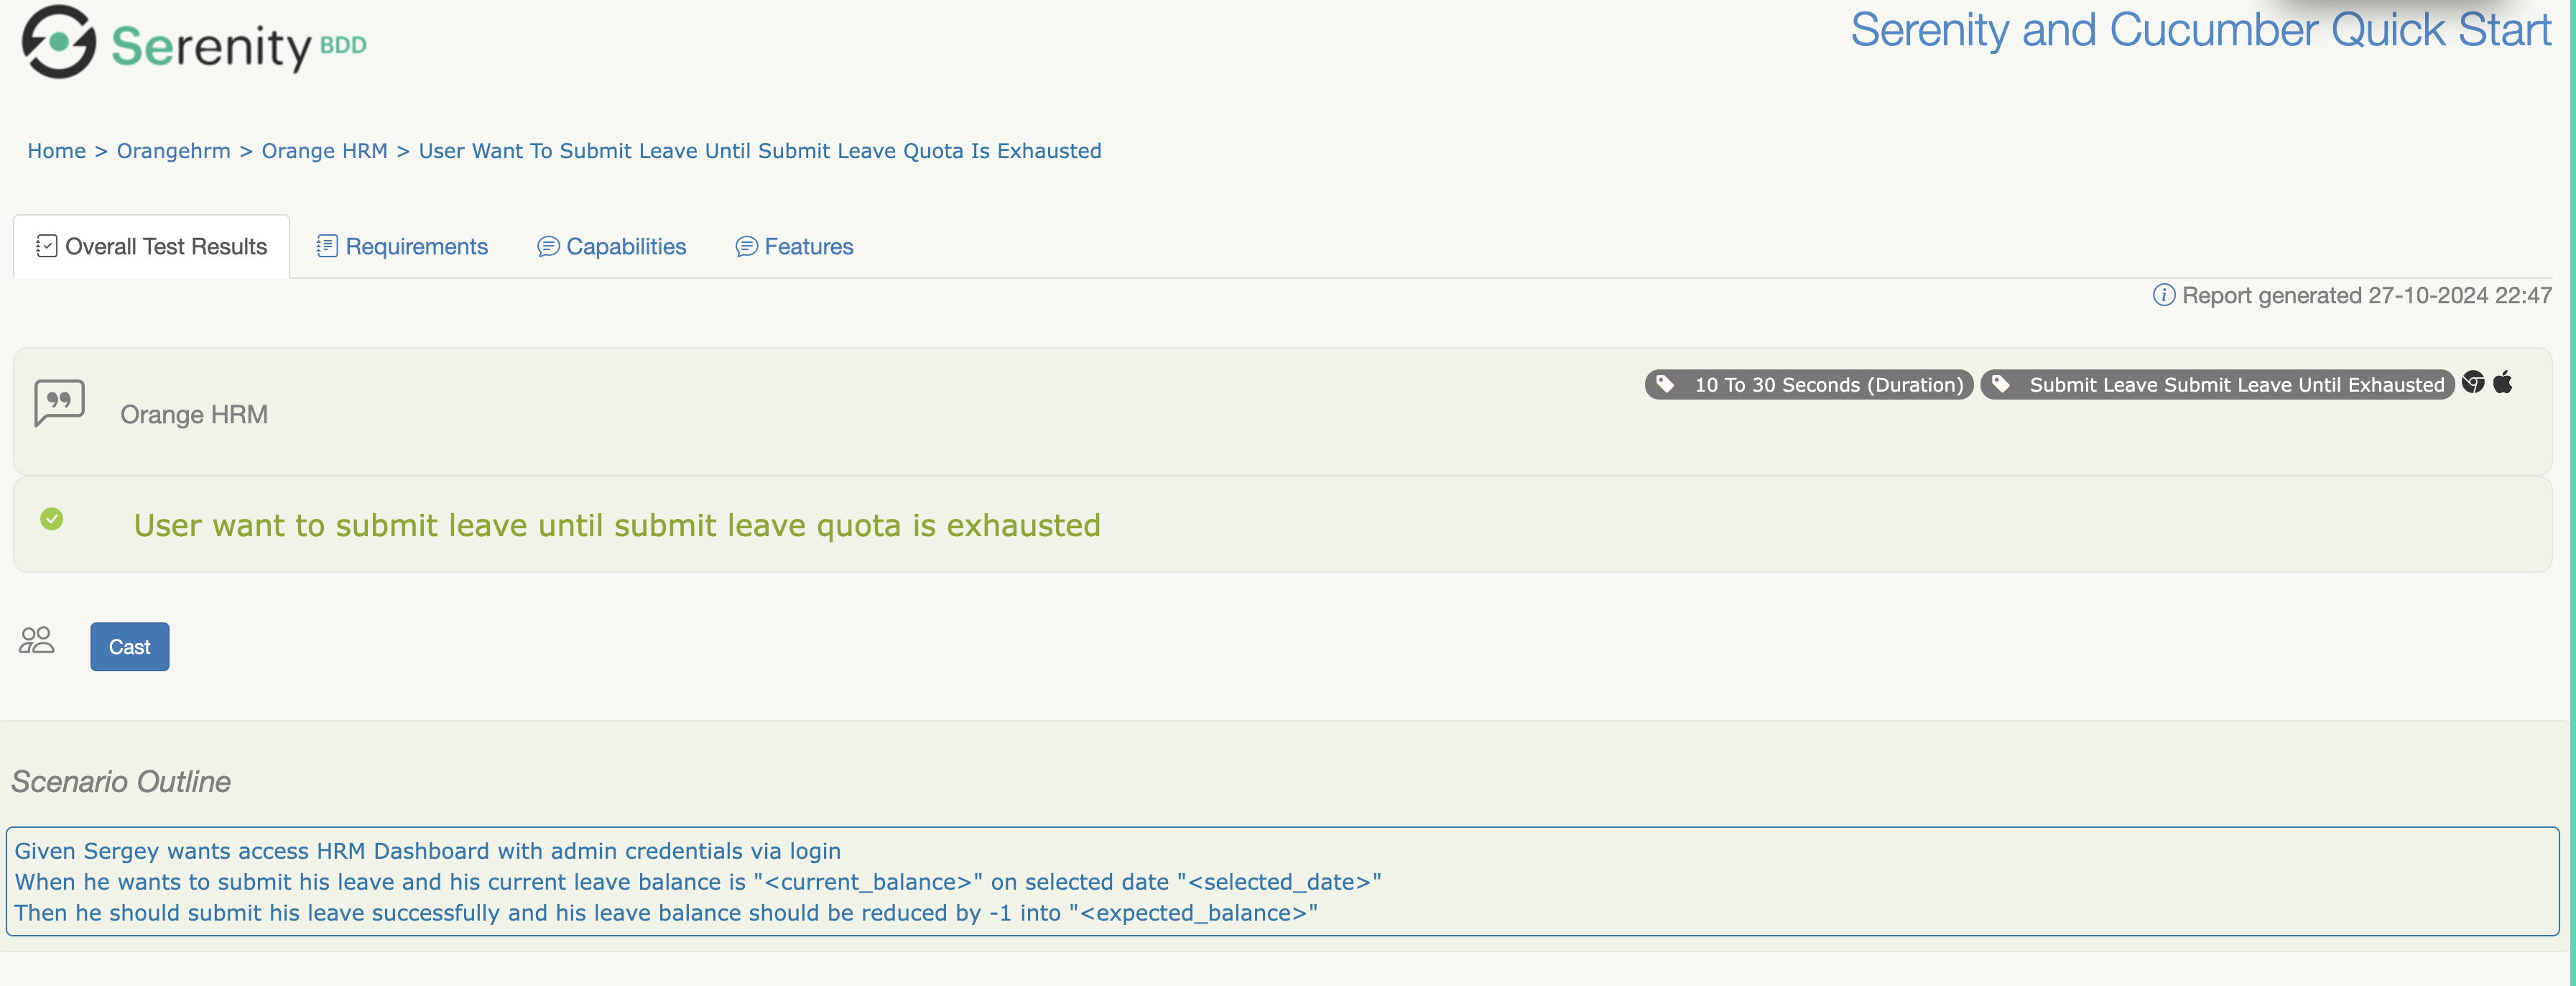 Serenity BDD
Serenity and Cucumber Quick Start
Home > Orangehrm > Orange HRM > User Want To Submit Leave Until Submit Leave Quota Is Exhausted
Overall Test Results
Requirements
Capabilities
Features
Report generated 27-10-2024 22:47
Orange HRM
10 To 30 Seconds (Duration)
Submit Leave Submit Leave Until Exhausted
User want to submit leave until submit leave quota is exhausted
Cast
Scenario Outline
Given Sergey wants access HRM Dashboard with admin credentials via login
When he wants to submit his leave and his current leave balance is "<current_balance>" on selected date "<selected_date>"
Then he should submit his leave successfully and his leave balance should be reduced by -1 into "<expected_balance>"